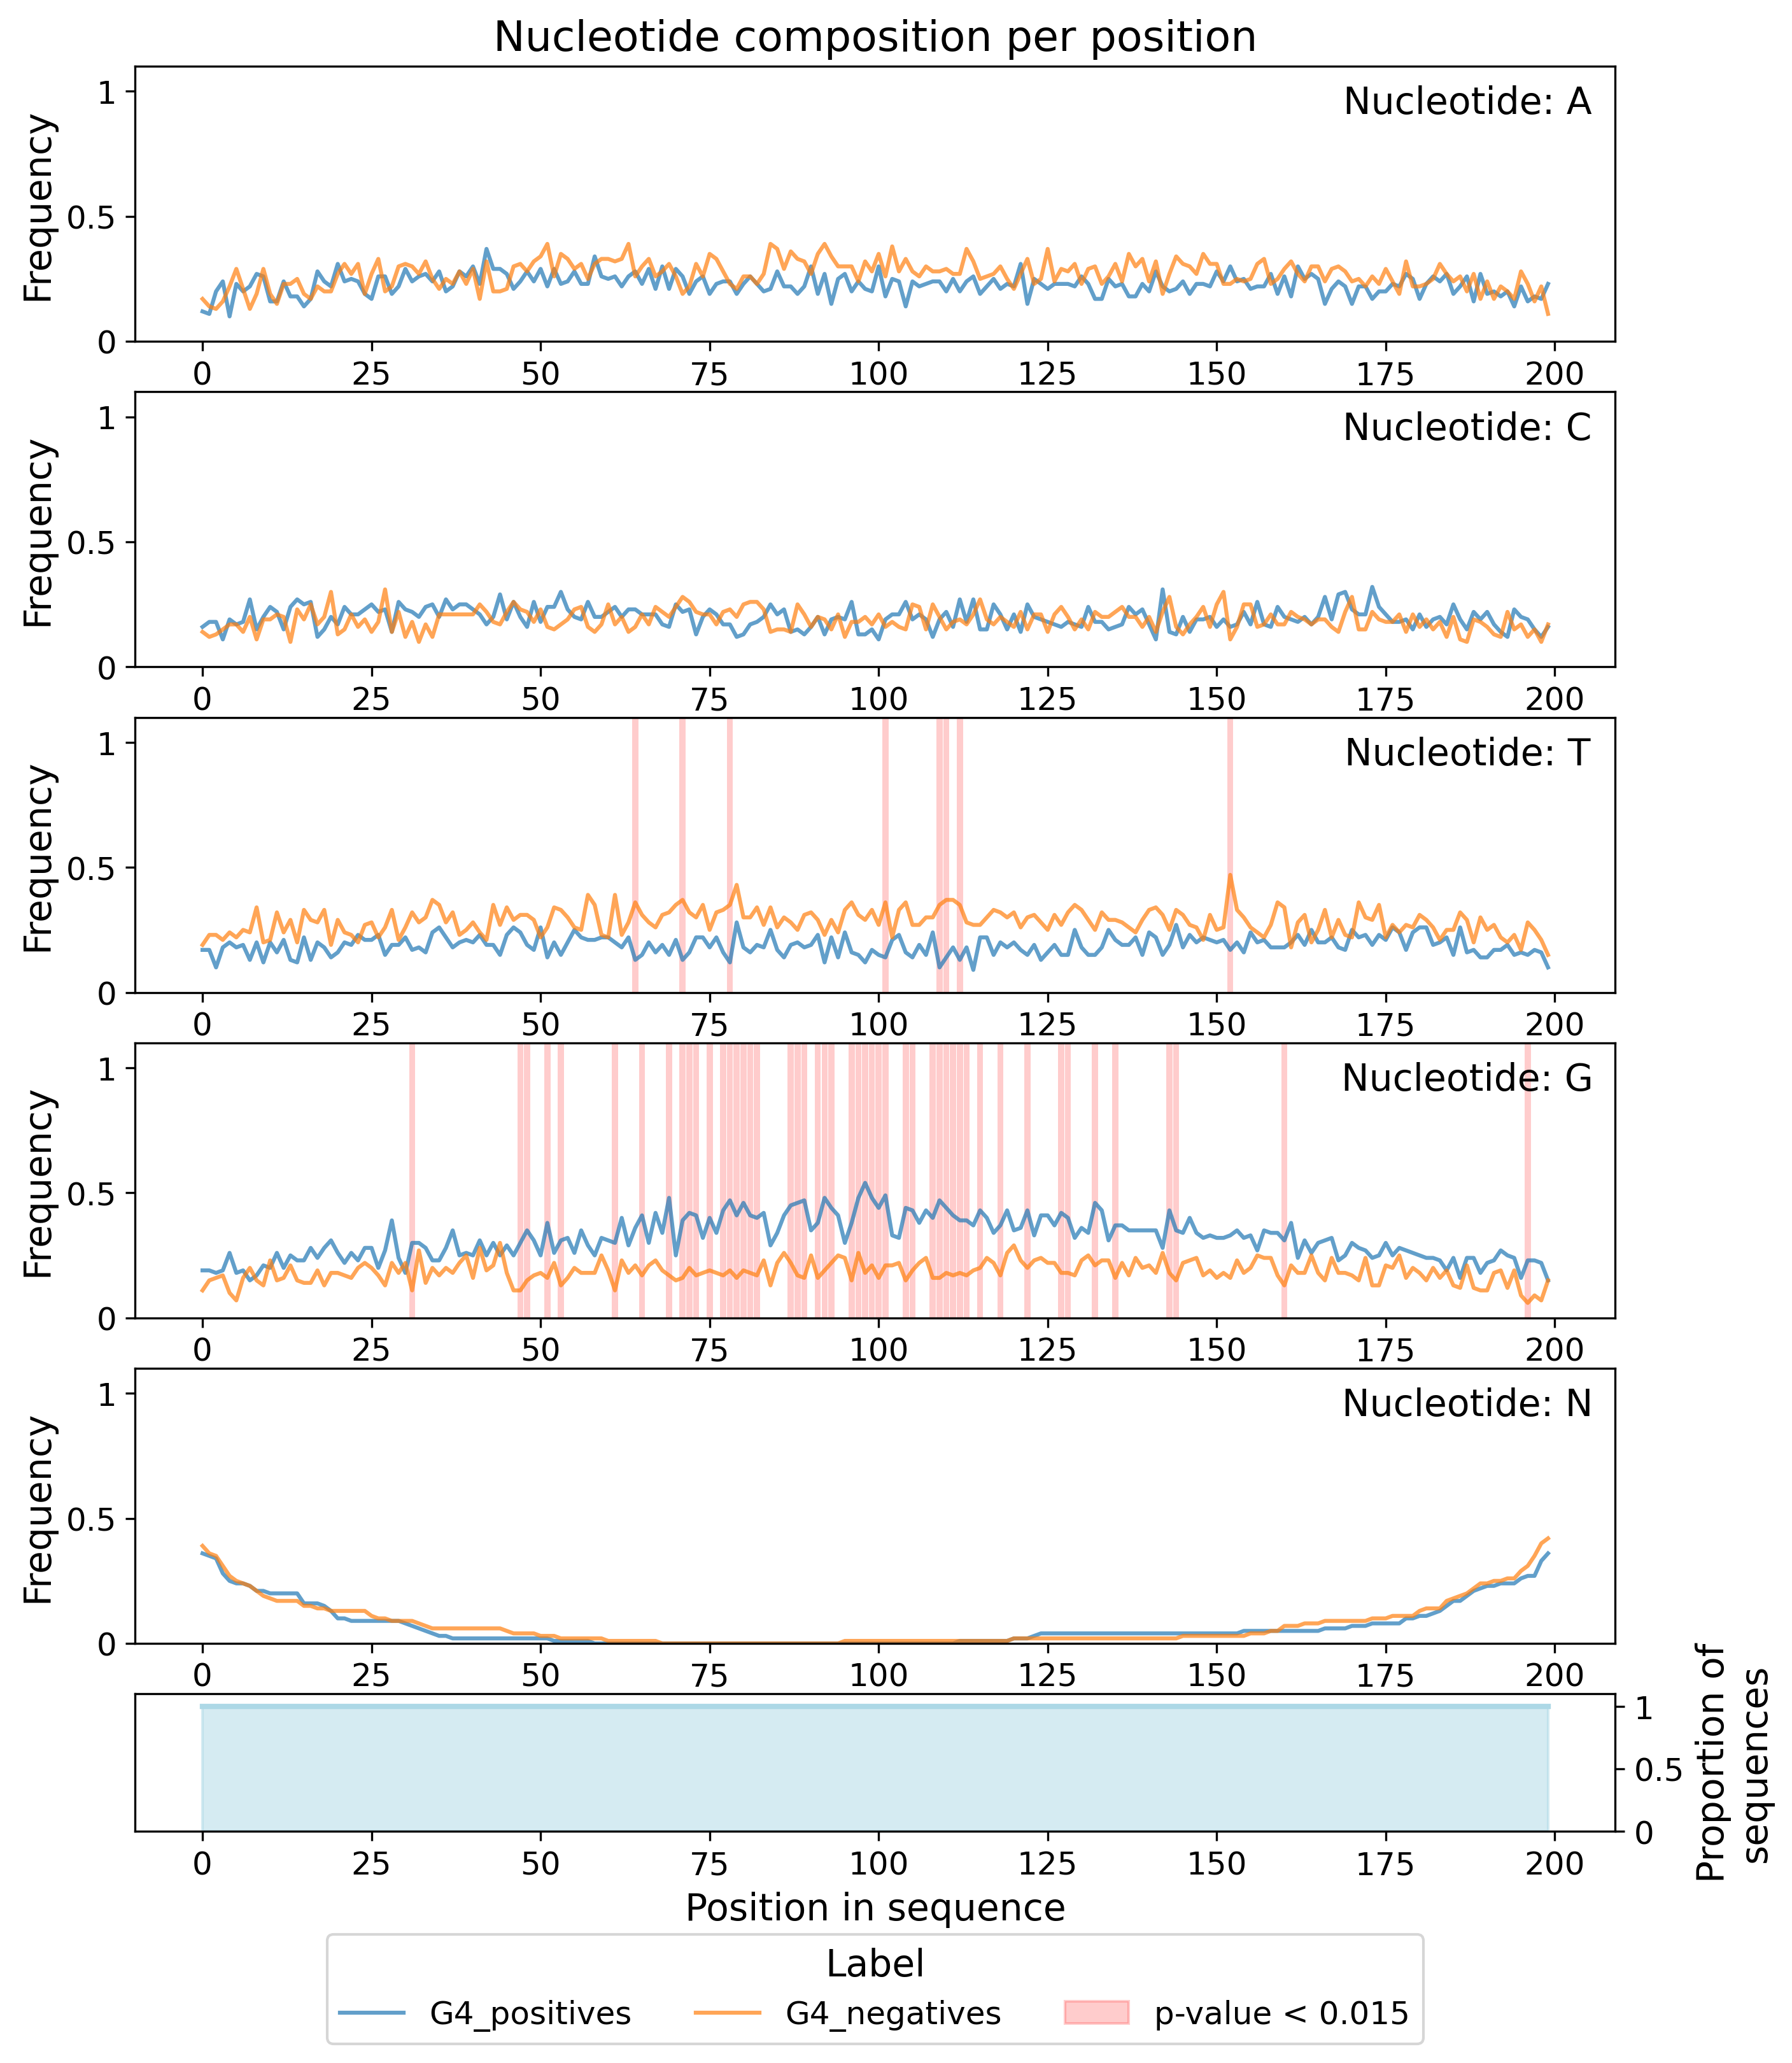 Nucleotide composition per position
Nucleotide: A
Frequency
1
0.5
0
0 25 50 75 100 125 150 175 200
Nucleotide: C
Frequency
1
0.5
0
0 25 50 75 100 125 150 175 200
Nucleotide: T
Frequency
1
0.5
0
0 25 50 75 100 125 150 175 200
Nucleotide: G
Frequency
1
0.5
0
0 25 50 75 100 125 150 175 200
Nucleotide: N
Frequency
1
0.5
0
0 25 50 75 100 125 150 175 200
1
0.5
0
Proportion of
sequences
0 25 50 75 100 125 150 175 200
Position in sequence
Label
G4_positives G4_negatives p-value < 0.015